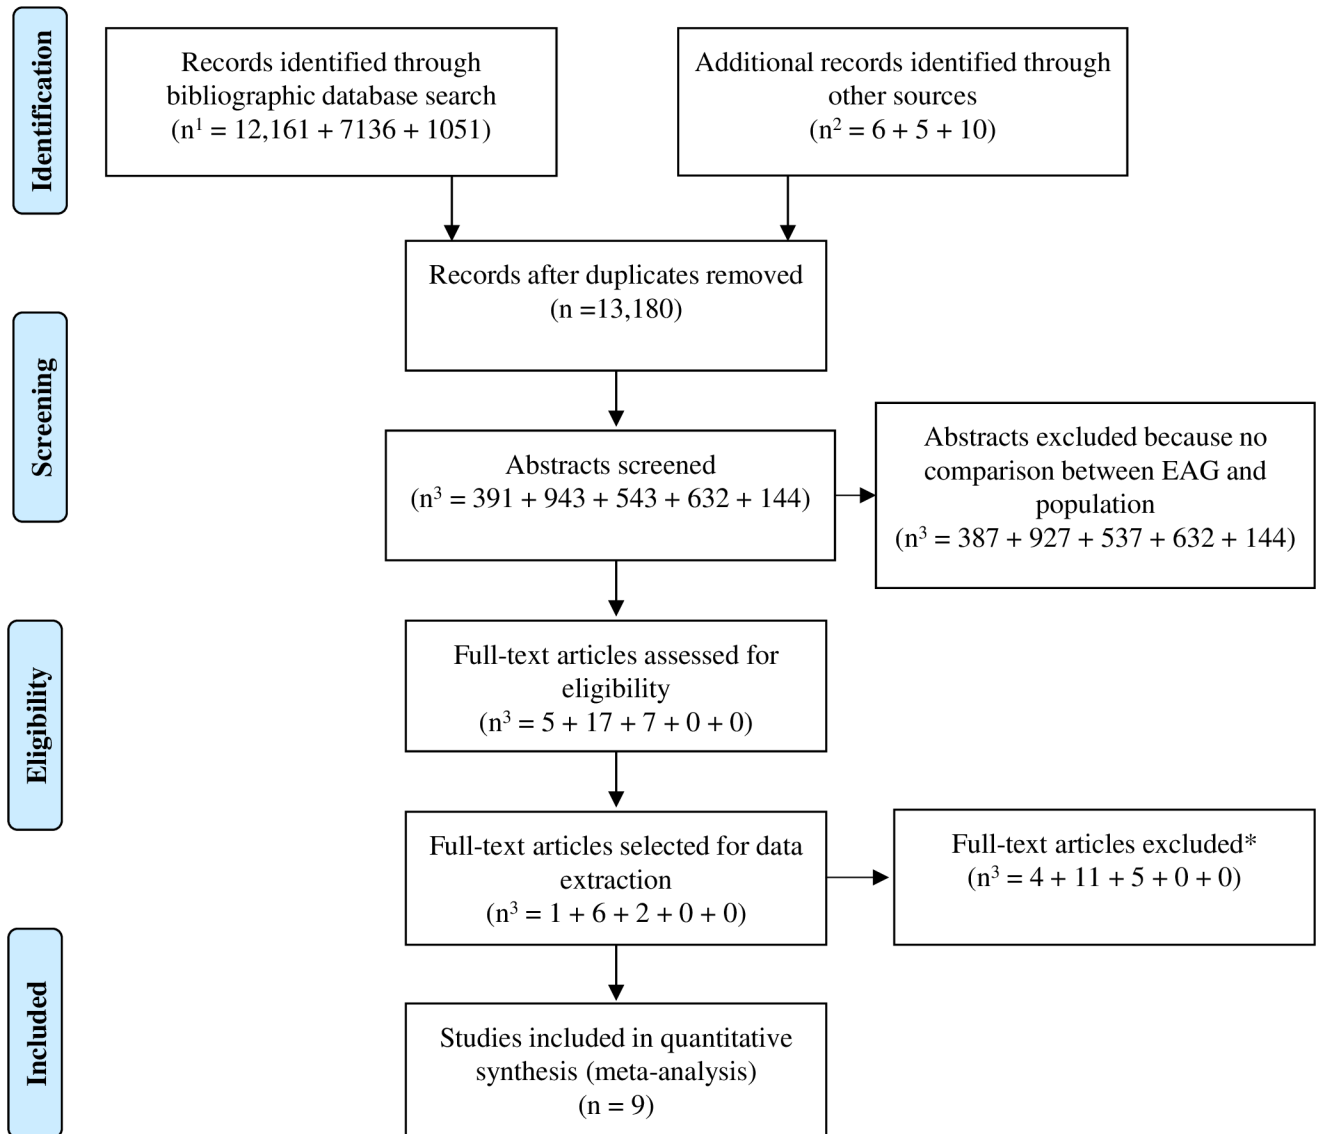 Identification
Records identified through
bibliographic database search
(n¹ = 12,161 + 7136 + 1051)
Additional records identified through
other sources
(n² = 6 + 5 + 10)
Records after duplicates removed
(n =13,180)
Screening
Abstracts screened
(n³ = 391 + 943 + 543 + 632 + 144)
Abstracts excluded because no
comparison between EAG and
population
(n³ = 387 + 927 + 537 + 632 + 144)
Eligibility
Full-text articles assessed for
eligibility
(n³ = 5 + 17 + 7 + 0 + 0)
Full-text articles selected for data
extraction
(n³ = 1 + 6 + 2 + 0 + 0)
Full-text articles excluded*
(n³ = 4 + 11 + 5 + 0 + 0)
Included
Studies included in quantitative
synthesis (meta-analysis)
(n = 9)